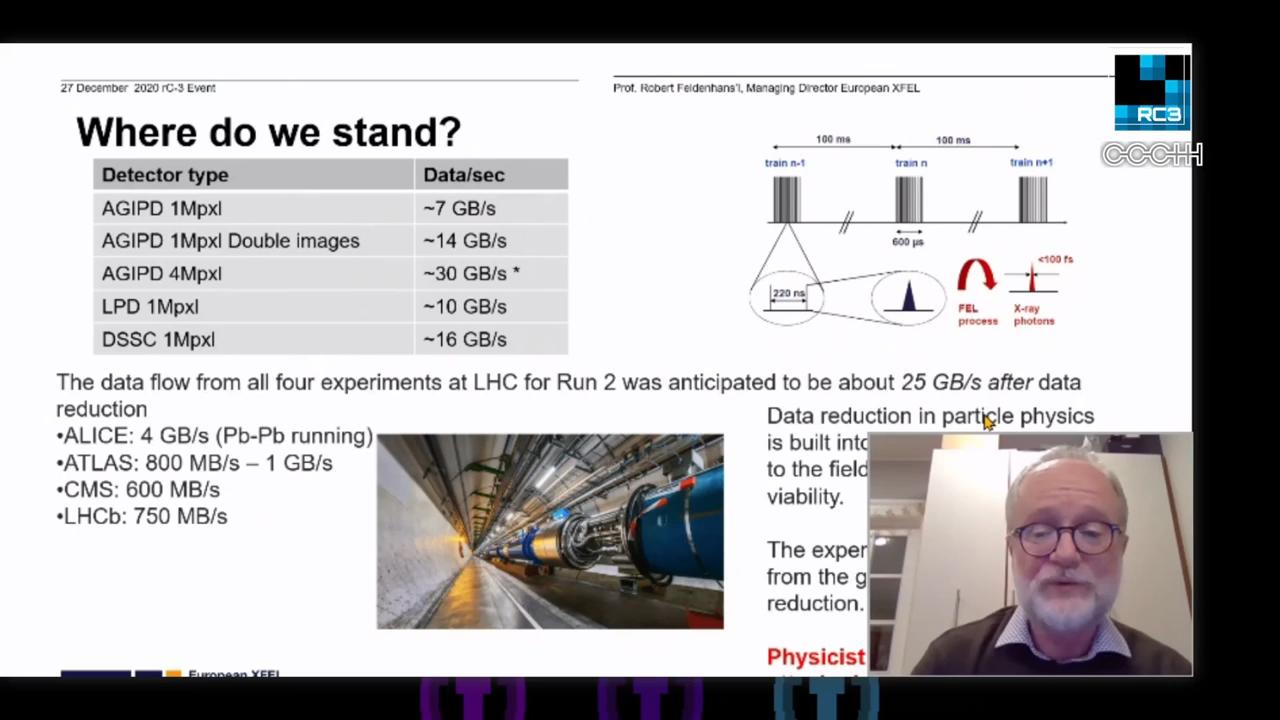 27 December 2020 rC-3 Event
Prof. Robert Feidenhans'l, Managing Director European XFEL
RC3
CCCHH
Where do we stand?
Detector type Data/sec
AGIPD 1Mpxl ~7 GB/s
AGIPD 1Mpxl Double images ~14 GB/s
AGIPD 4Mpxl ~30 GB/s *
LPD 1Mpxl ~10 GB/s
DSSC 1Mpxl ~16 GB/s
100 ms 100 ms
train n-1 train n train n+1
600 µs
220 ns
<100 fs
FEL process
X-ray photons
The data flow from all four experiments at LHC for Run 2 was anticipated to be about 25 GB/s after data
reduction
•ALICE: 4 GB/s (Pb-Pb running)
•ATLAS: 800 MB/s – 1 GB/s
•CMS: 600 MB/s
•LHCb: 750 MB/s
Data reduction in particle physics
is built into
to the field
viability.
The exper
from the g
reduction.
Physicist
European XFEL